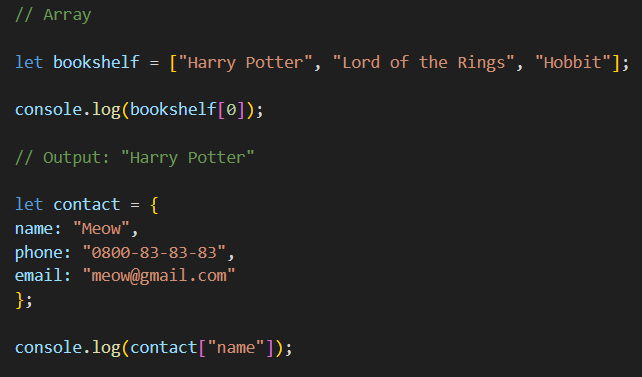 // Array
let bookshelf = ["Harry Potter", "Lord of the Rings", "Hobbit"];
console.log(bookshelf[0]);
// Output: "Harry Potter"
let contact = {
name: "Meow",
phone: "0800-83-83-83",
email: "meow@gmail.com"
};
console.log(contact["name"]);